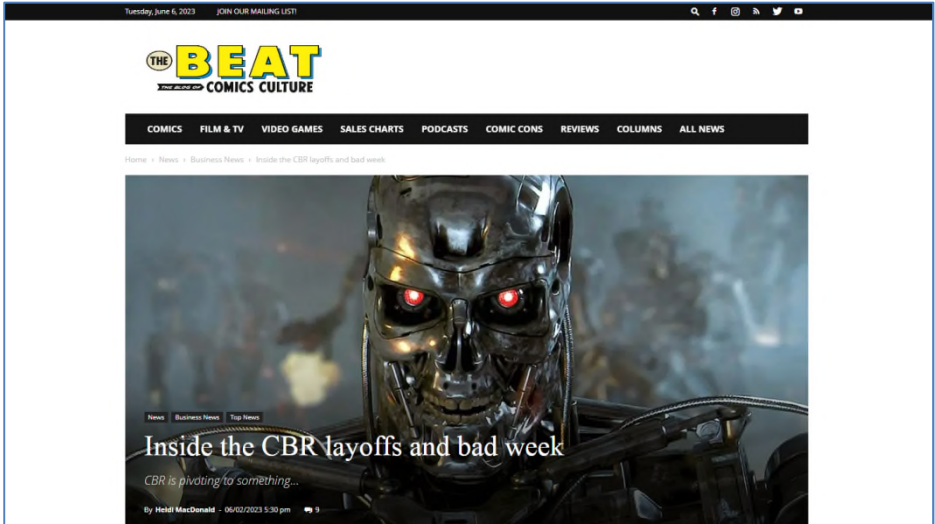 Tuesday, June 6, 2023 JOIN OUR MAILING LIST!
THE BEAT
THE BLOG OF COMICS CULTURE
COMICS FILM & TV VIDEO GAMES SALES CHARTS PODCASTS COMIC CONS REVIEWS COLUMNS ALL NEWS
Home › News › Business News › Inside the CBR layoffs and bad week
News Business News Top News
Inside the CBR layoffs and bad week
CBR is pivoting to something...
By Heidi MacDonald - 06/02/2023 5:30 pm 9